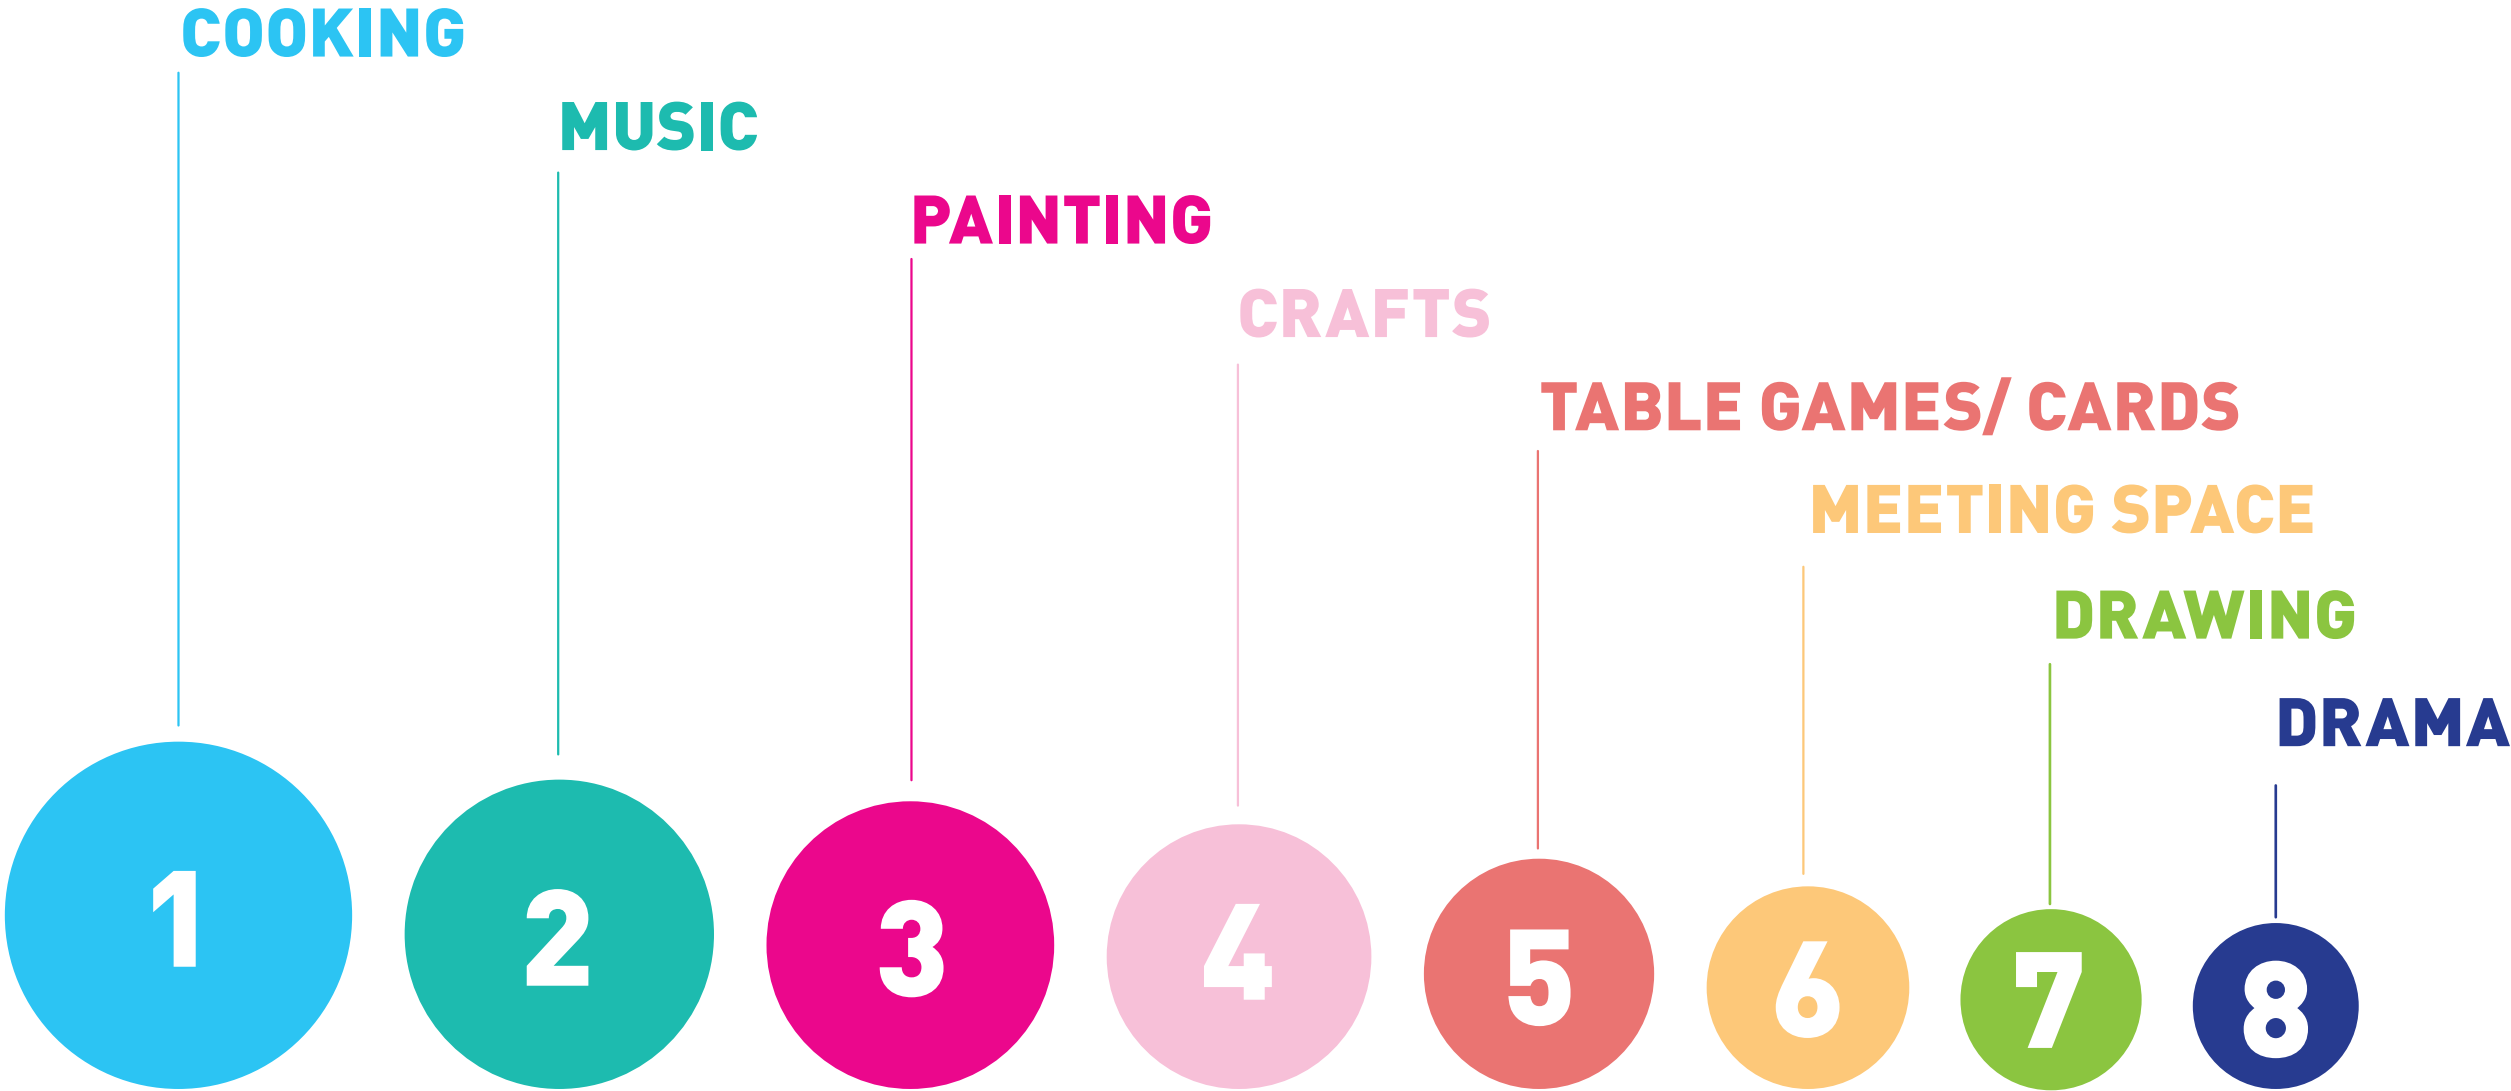 COOKING
MUSIC
PAINTING
CRAFTS
TABLE GAMES/ CARDS
MEETING SPACE
DRAWING
DRAMA
1
2
3
4
5
6
7
8